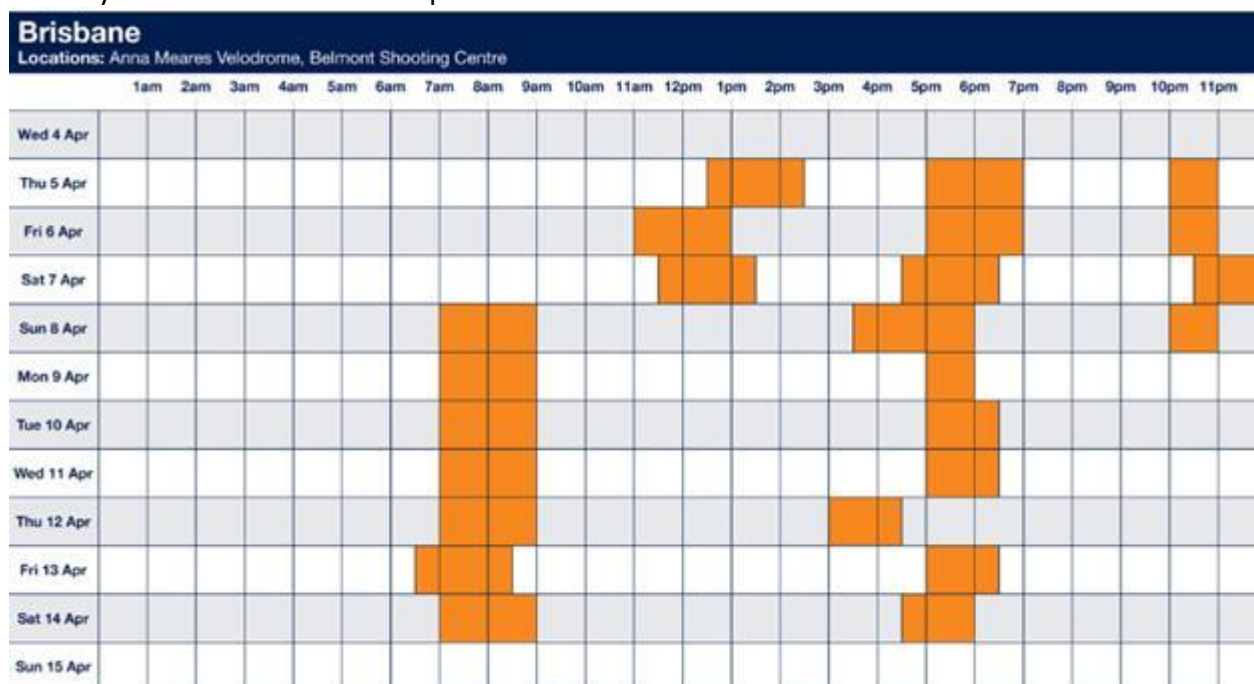 Brisbane
Locations: Anna Meares Velodrome, Belmont Shooting Centre
1am 2am 3am 4am 5am 6am 7am 8am 9am 10am 11am 12pm 1pm 2pm 3pm 4pm 5pm 6pm 7pm 8pm 9pm 10pm 11pm
Wed 4 Apr
Thu 5 Apr
Fri 6 Apr
Sat 7 Apr
Sun 8 Apr
Mon 9 Apr
Tue 10 Apr
Wed 11 Apr
Thu 12 Apr
Fri 13 Apr
Sat 14 Apr
Sun 15 Apr